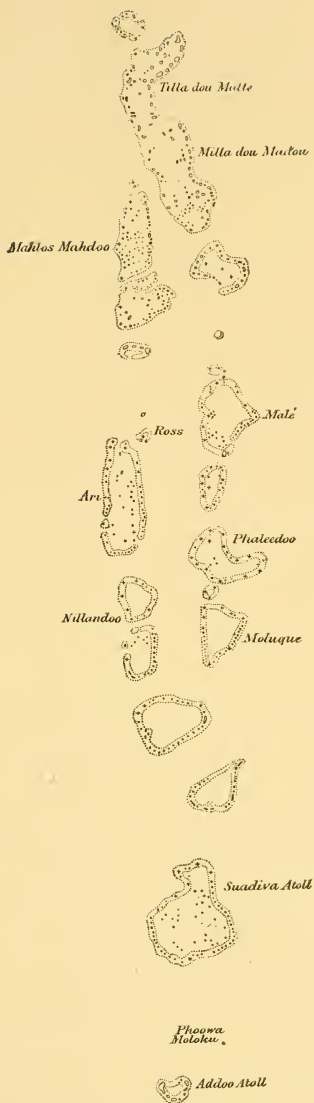 Tilla dou Matte
Milla dou Madou
Mahlos Mahdoo
Ross
Malé
Ari
Phaleedoo
Nillandoo
Moluque
Suadiva Atoll
Phoowa
Moloku.
Addoo Atoll